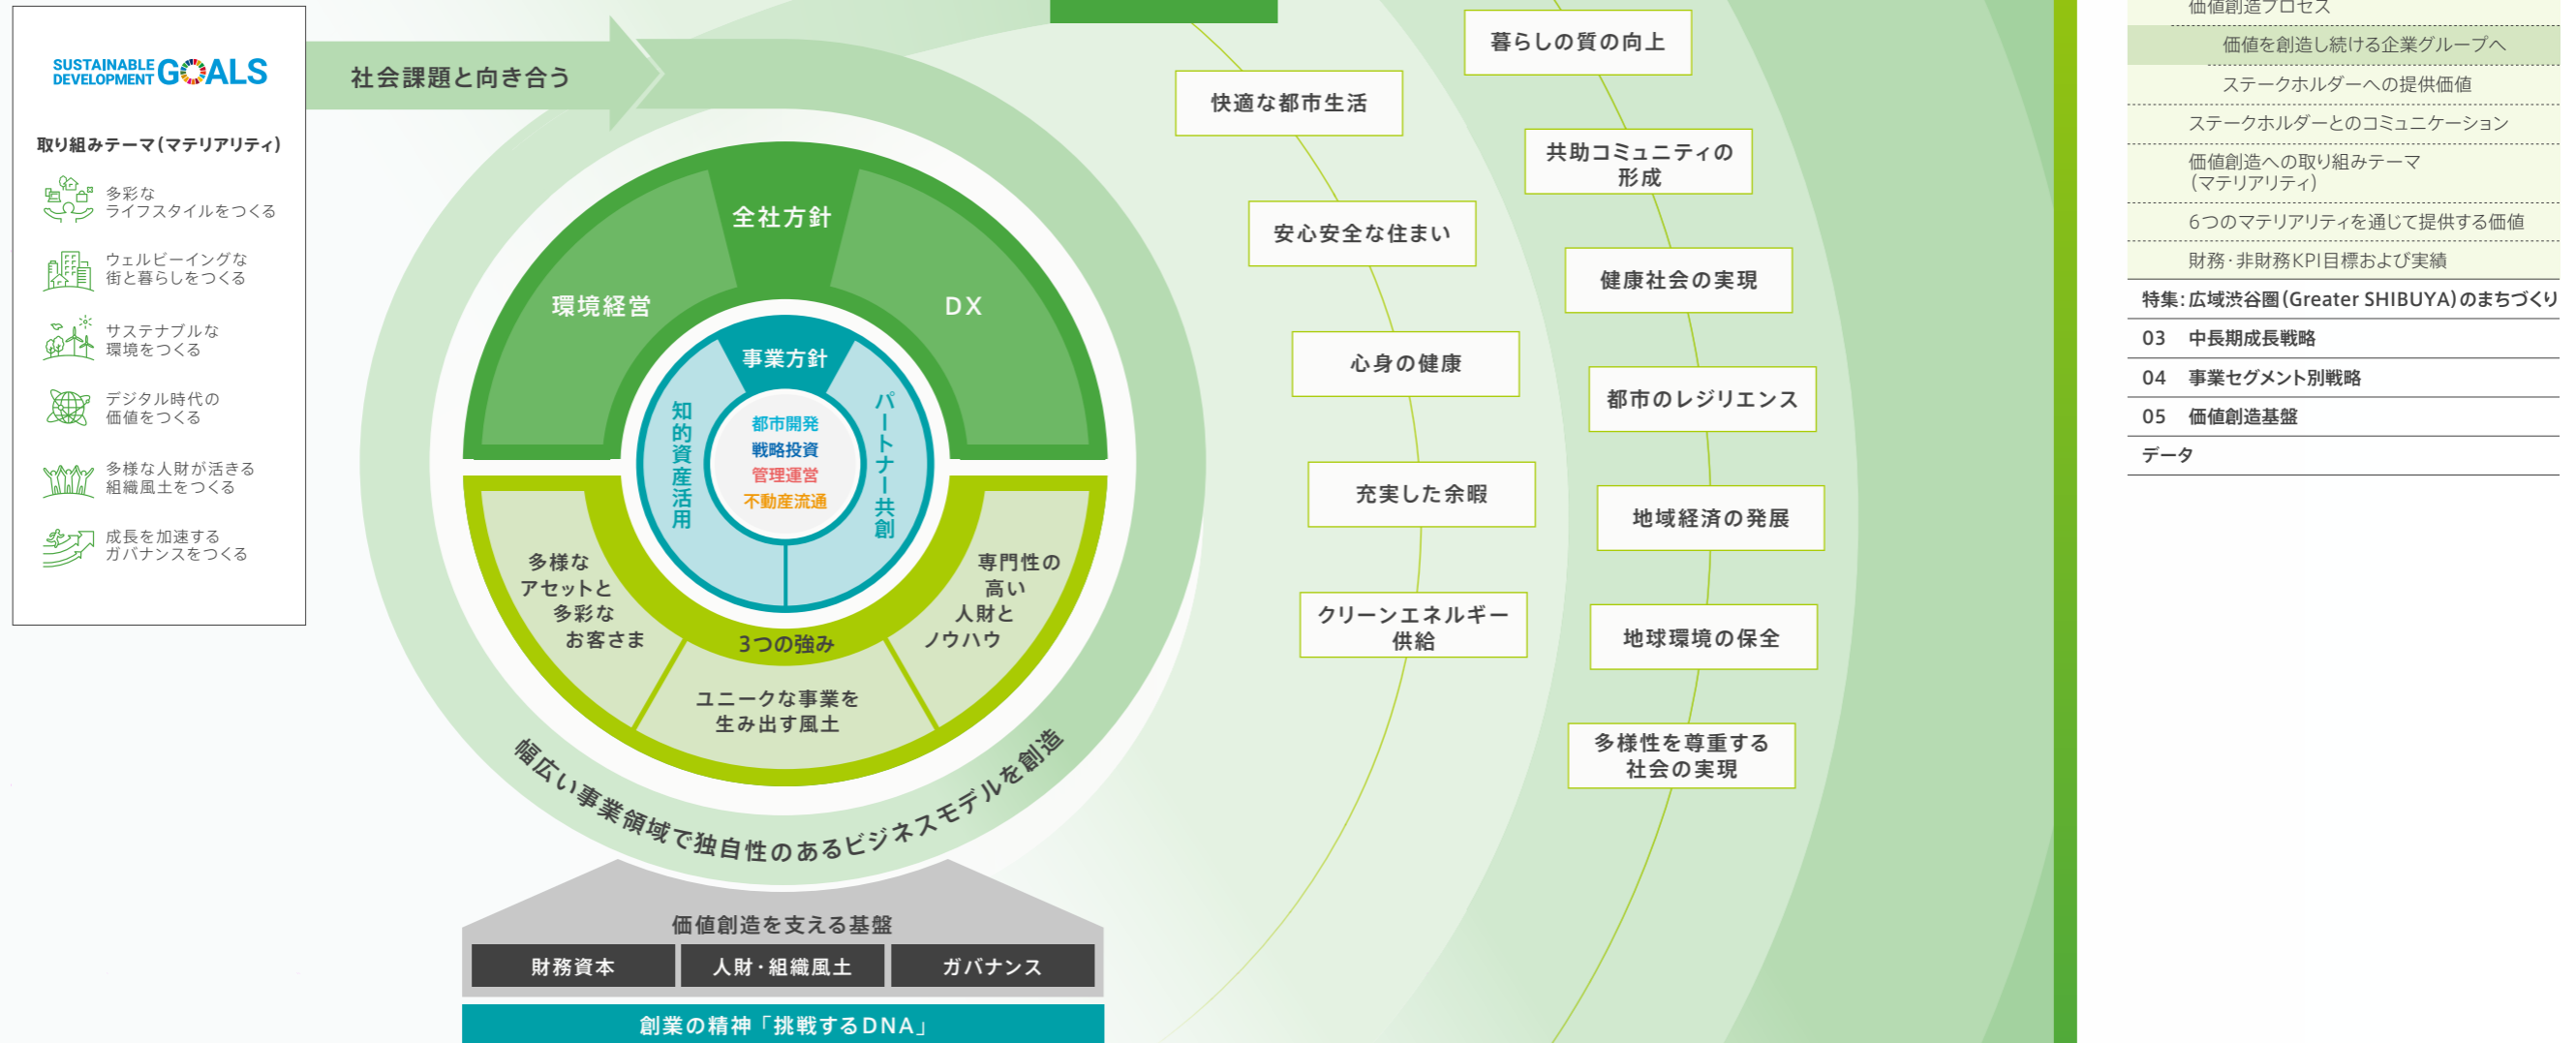 SUSTAINABLE
DEVELOPMENT GOALS
取り組みテーマ(マテリアリティ)
多彩な
ライフスタイルをつくる
ウェルビーイングな
街と暮らしをつくる
サステナブルな
環境をつくる
デジタル時代の
価値をつくる
多様な人財が活きる
組織風土をつくる
成長を加速する
ガバナンスをつくる
社会課題と向き合う
全社方針
環境経営
DX
事業方針
知的資産活用
パートナー共創
都市開発
戦略投資
管理運営
不動産流通
多様な
アセットと
多彩な
お客さま
3つの強み
専門性の
高い
人財と
ノウハウ
ユニークな事業を
生み出す風土
幅広い事業領域で独自性のあるビジネスモデルを創造
価値創造を支える基盤
財務資本
人財・組織風土
ガバナンス
創業の精神「挑戦するDNA」
快適な都市生活
安心安全な住まい
心身の健康
充実した余暇
クリーンエネルギー
供給
暮らしの質の向上
共助コミュニティの
形成
健康社会の実現
都市のレジリエンス
地域経済の発展
地球環境の保全
多様性を尊重する
社会の実現
価値創造プロセス
価値を創造し続ける企業グループへ
ステークホルダーへの提供価値
ステークホルダーとのコミュニケーション
価値創造への取り組みテーマ
(マテリアリティ)
6つのマテリアリティを通じて提供する価値
財務・非財務KPI目標および実績
特集:広域渋谷圏(Greater SHIBUYA)のまちづくり
03 中長期成長戦略
04 事業セグメント別戦略
05 価値創造基盤
データ